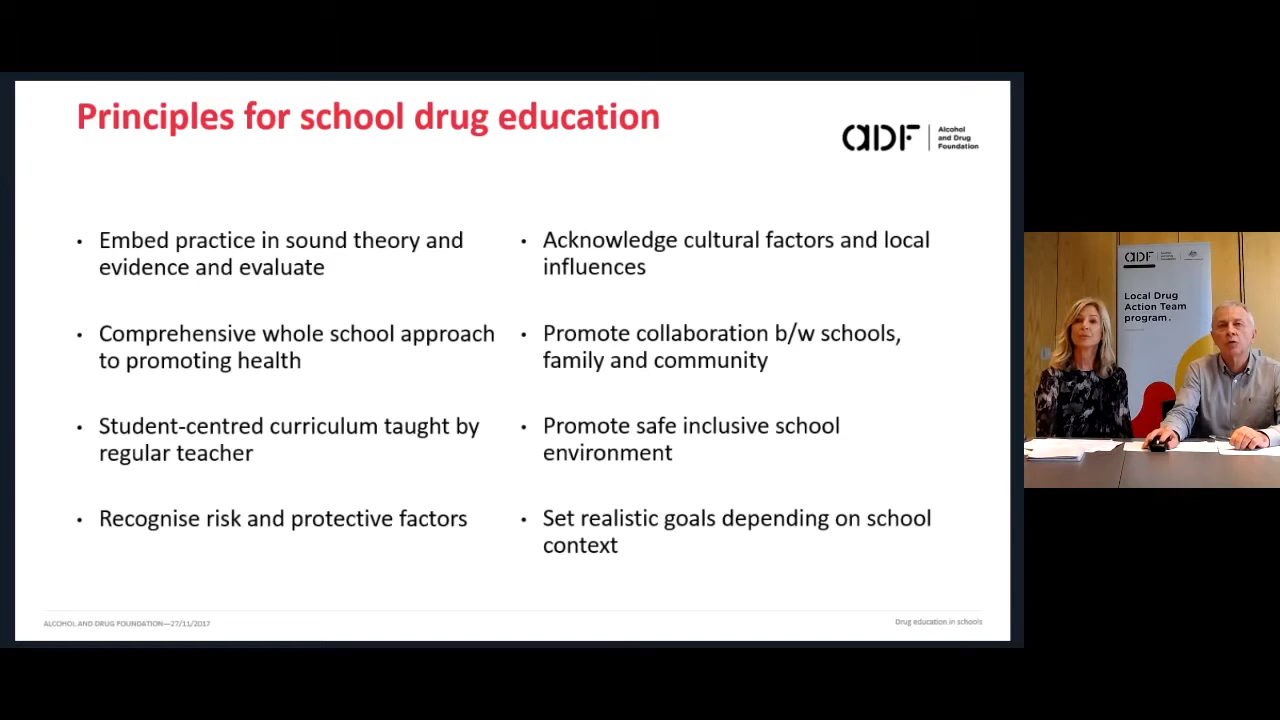 Principles for school drug education
ADF
Alcohol
and Drug
Foundation
• Embed practice in sound theory and
evidence and evaluate
• Comprehensive whole school approach
to promoting health
• Student-centred curriculum taught by
regular teacher
• Recognise risk and protective factors
• Acknowledge cultural factors and local
influences
• Promote collaboration b/w schools,
family and community
• Promote safe inclusive school
environment
• Set realistic goals depending on school
context
ALCOHOL AND DRUG FOUNDATION—27/11/2017
Drug education in schools
ADF
Local Drug
Action Team
program.